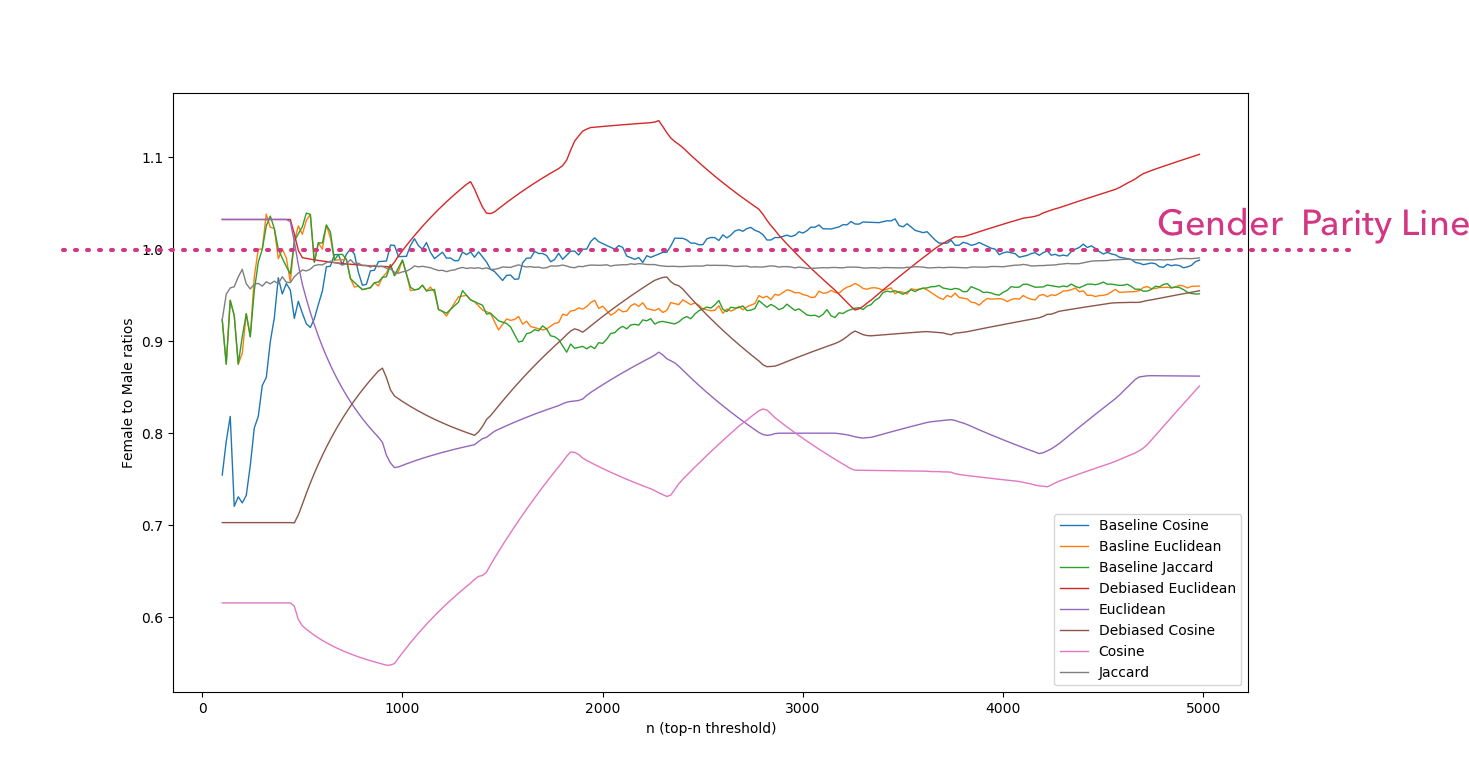 1.1
Gender Parity Line
1.0
0.9
Female to Male ratios
0.8
0.7
0.6
Baseline Cosine
Basline Euclidean
Baseline Jaccard
Debiased Euclidean
Euclidean
Debiased Cosine
Cosine
Jaccard
0 1000 2000 3000 4000 5000
n (top-n threshold)